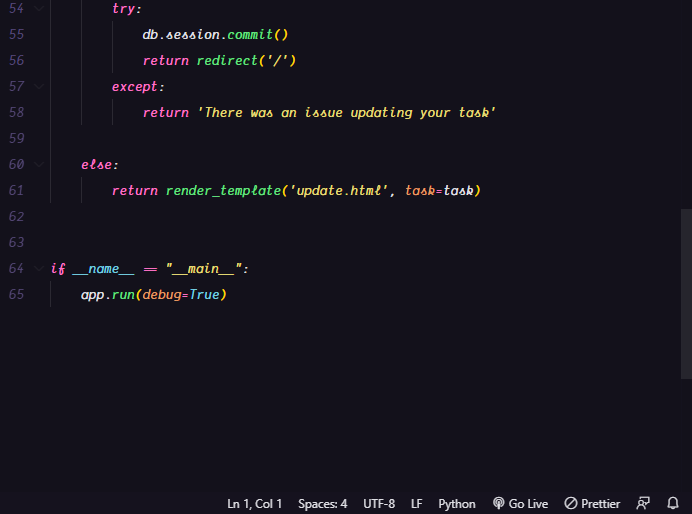 54 try:
55 db.session.commit()
56 return redirect('/')
57 except:
58 return 'There was an issue updating your task'
59
60 else:
61 return render_template('update.html', task=task)
62
63
64 if __name__ == "__main__":
65 app.run(debug=True)
Ln 1, Col 1 Spaces: 4 UTF-8 LF Python Go Live Prettier